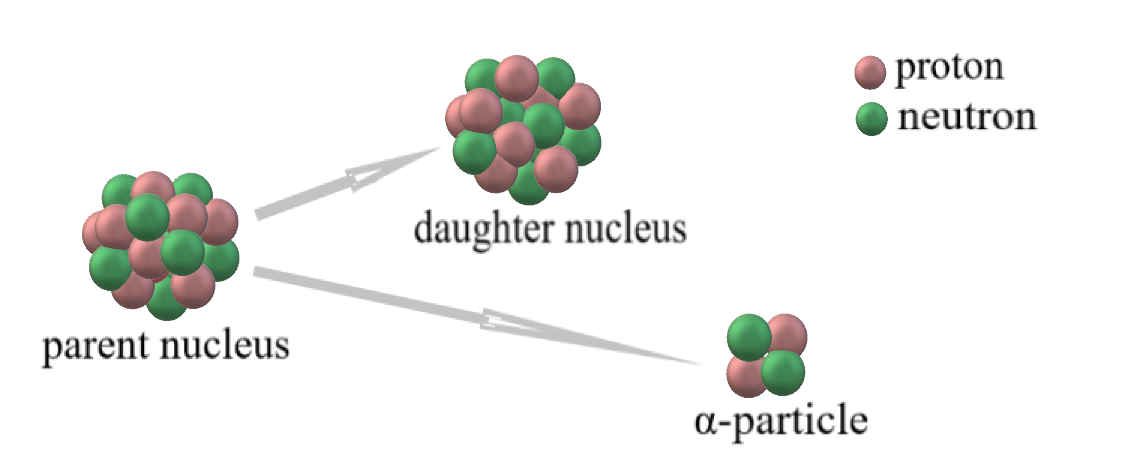 proton
neutron
daughter nucleus
parent nucleus
α-particle